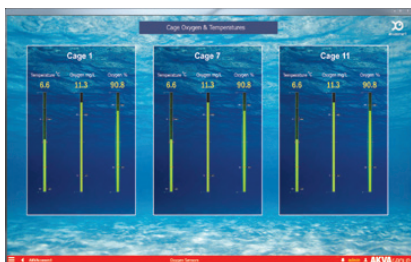 Cage Oxygen & Temperatures
Cage 1
Temperature °C Oxygen mg/L Oxygen %
6.6 11.3 90.8
Cage 7
Temperature °C Oxygen mg/L Oxygen %
6.6 11.3 90.8
Cage 11
Temperature °C Oxygen mg/L Oxygen %
6.6 11.3 90.8
Oxygen Sensors
AKVA GROUP